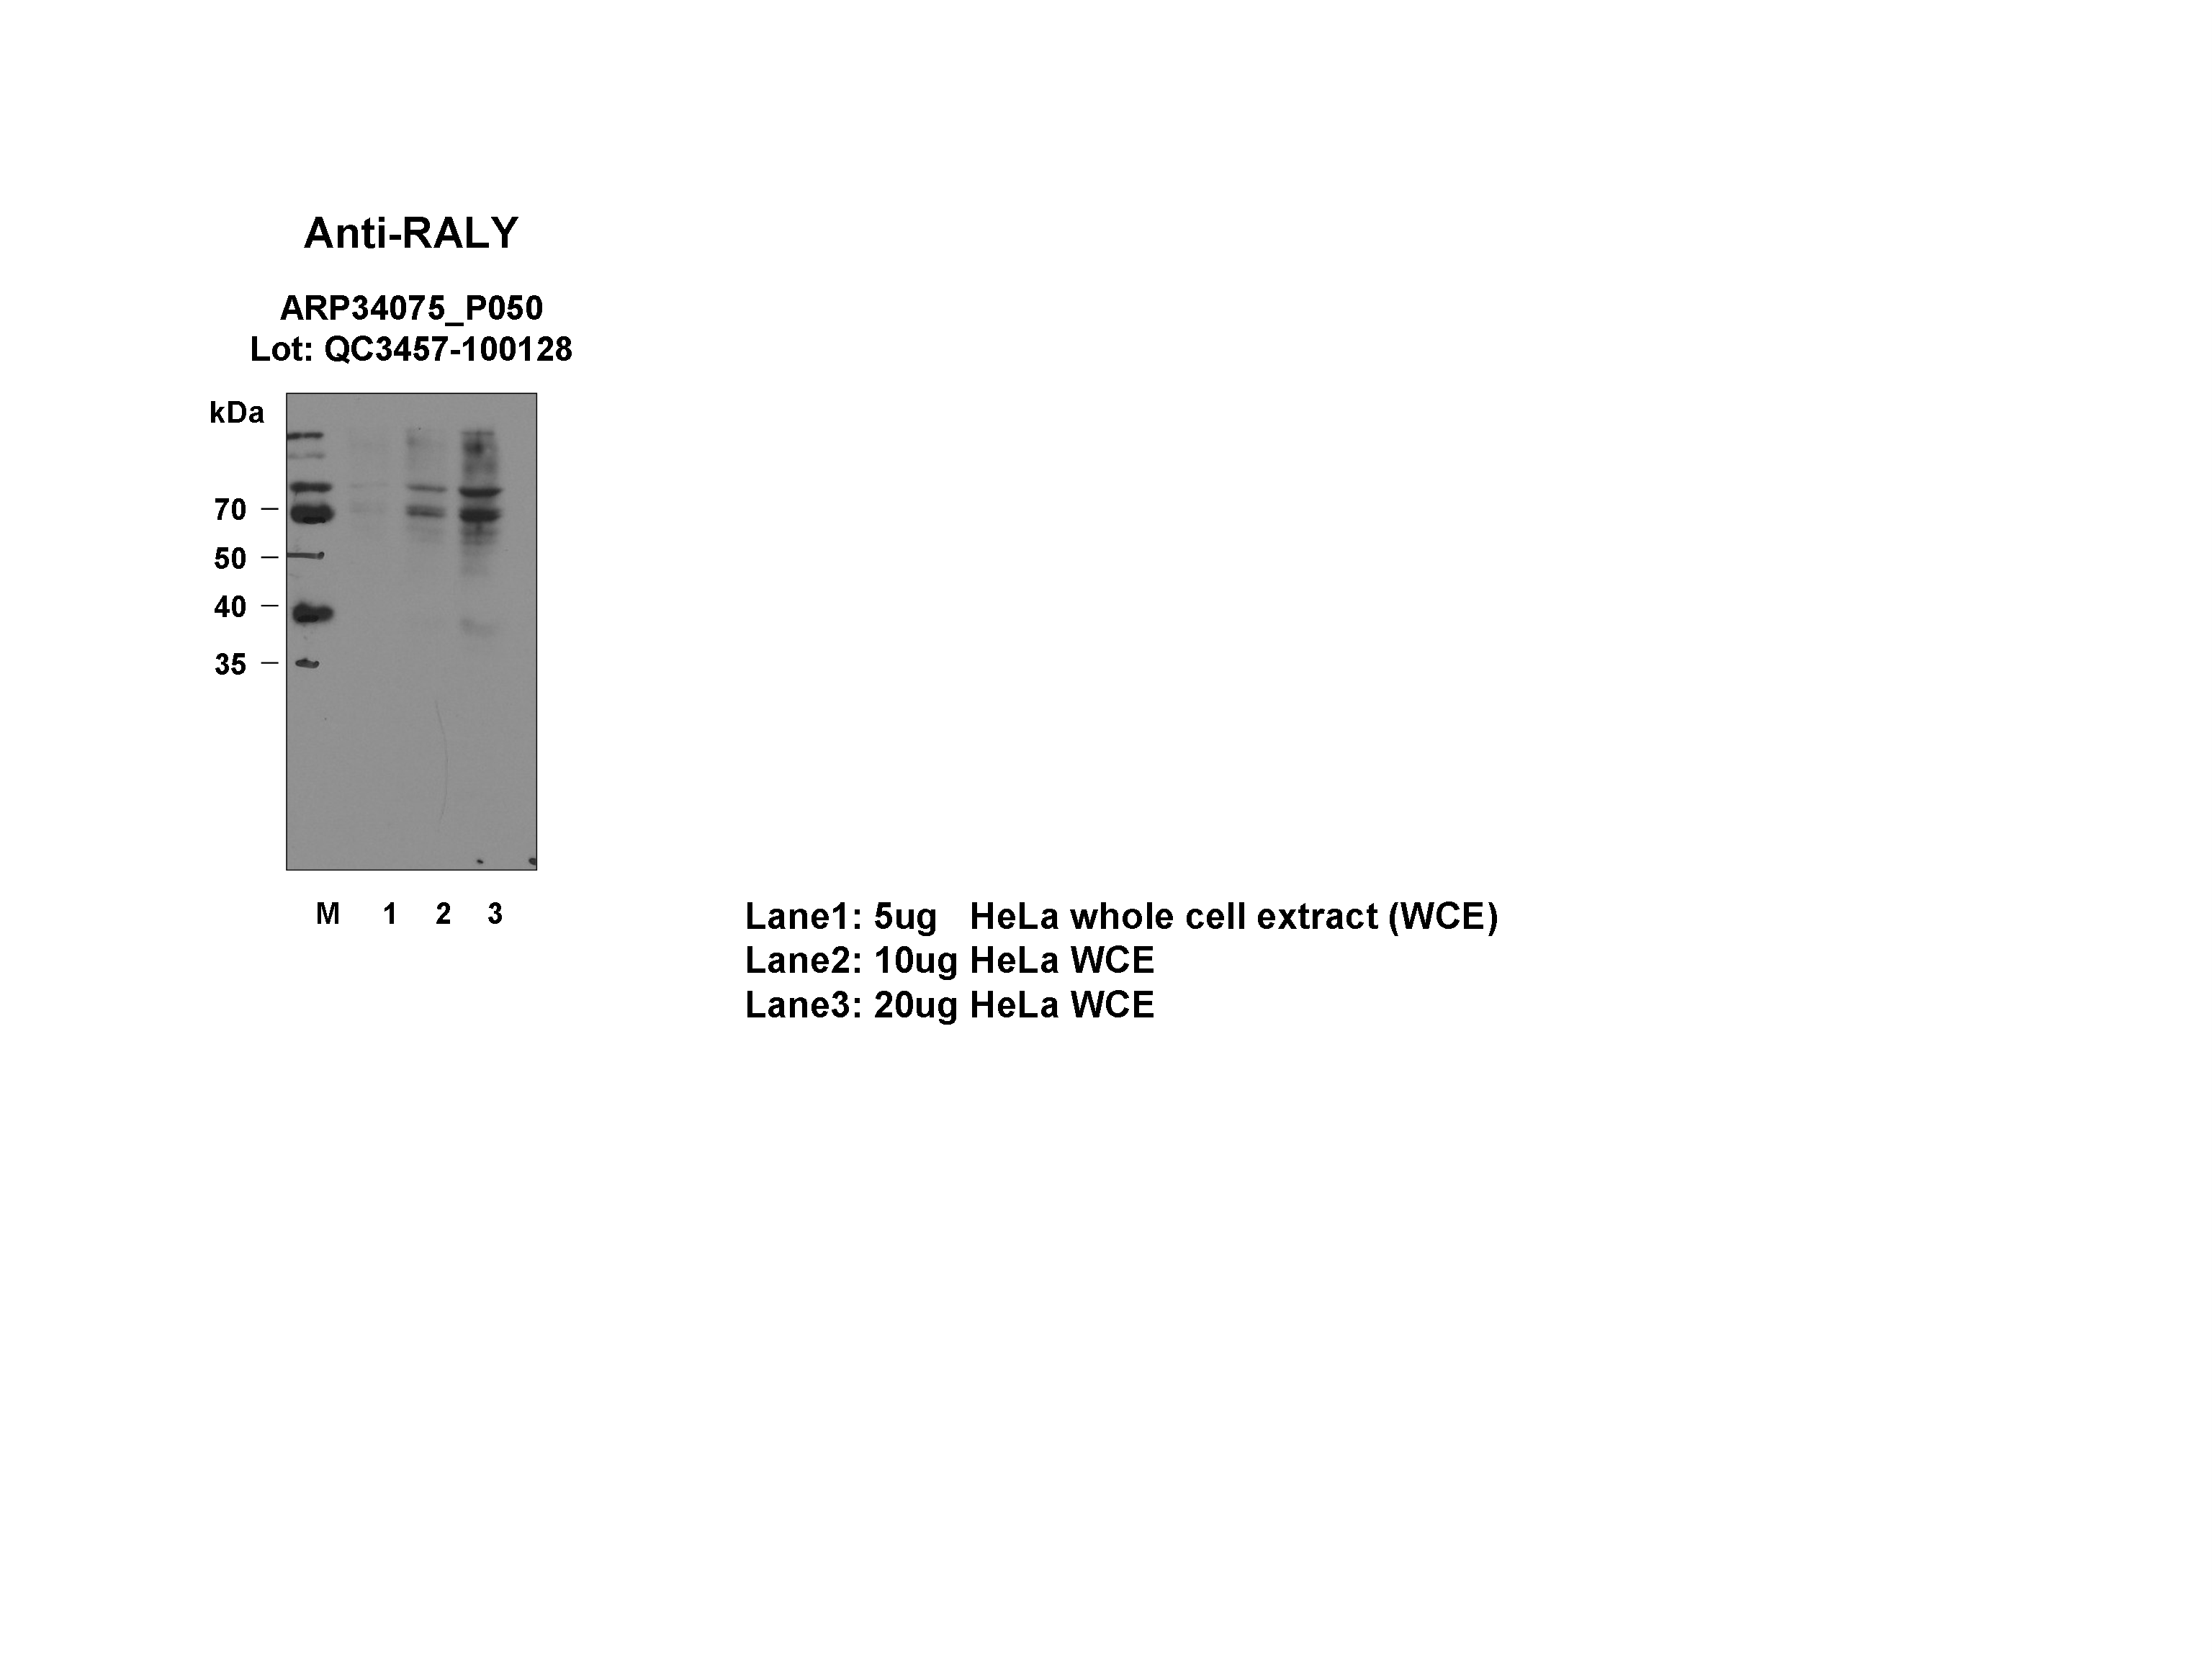 Anti-RALY
ARP34075_P050
Lot: QC3457-100128
kDa
70
50
40
35
M 1 2 3
Lane1: 5ug HeLa whole cell extract (WCE)
Lane2: 10ug HeLa WCE
Lane3: 20ug HeLa WCE